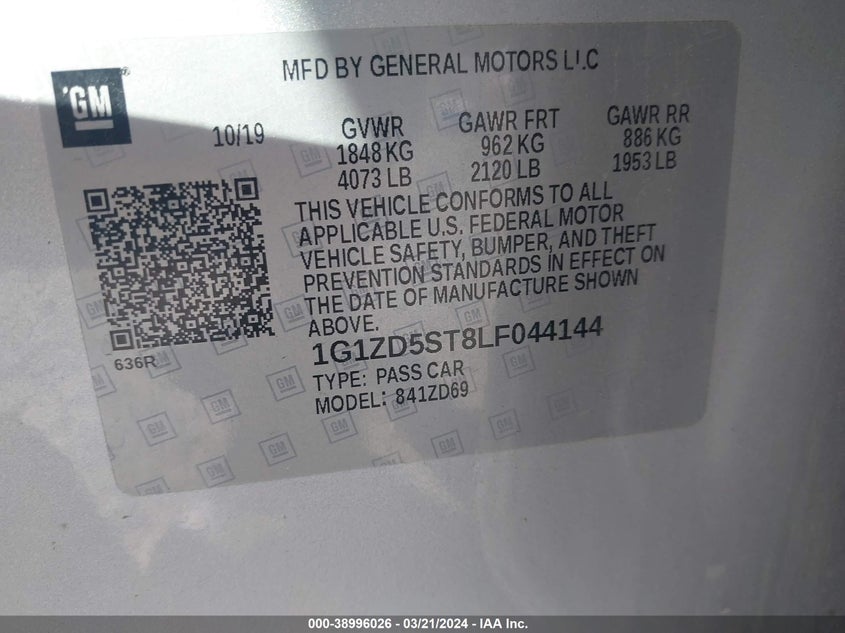 MFD BY GENERAL MOTORS LLC
GM
10/19
GVWR
1848 KG
4073 LB
GAWR FRT
962 KG
2120 LB
GAWR RR
886 KG
1953 LB
THIS VEHICLE CONFORMS TO ALL
APPLICABLE U.S. FEDERAL MOTOR
VEHICLE SAFETY, BUMPER, AND THEFT
PREVENTION STANDARDS IN EFFECT ON
THE DATE OF MANUFACTURE SHOWN
ABOVE.
636R
1G1ZD5ST8LF044144
TYPE: PASS CAR
MODEL: 841ZD69
000-38996026 - 03/21/2024 - IAA Inc.